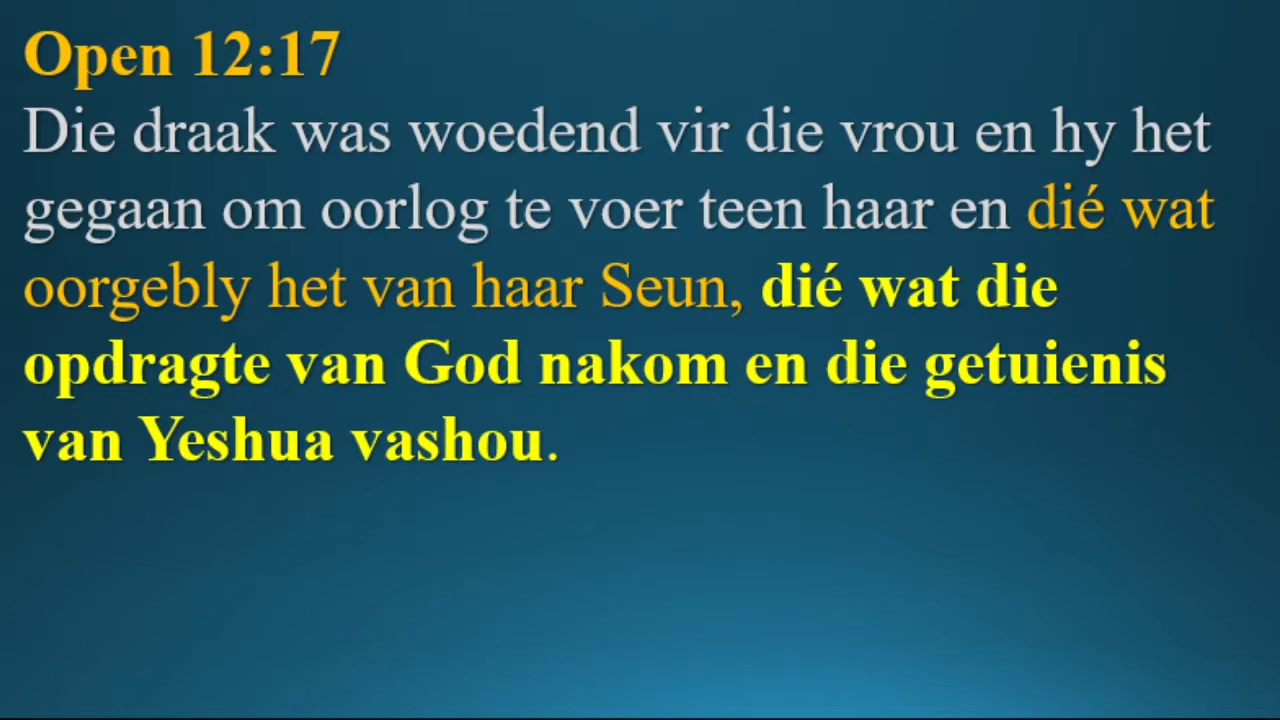 Open 12:17
Die draak was woedend vir die vrou en hy het
gegaan om oorlog te voer teen haar en dié wat
oorgebly het van haar Seun, dié wat die
opdragte van God nakom en die getuienis
van Yeshua vashou.